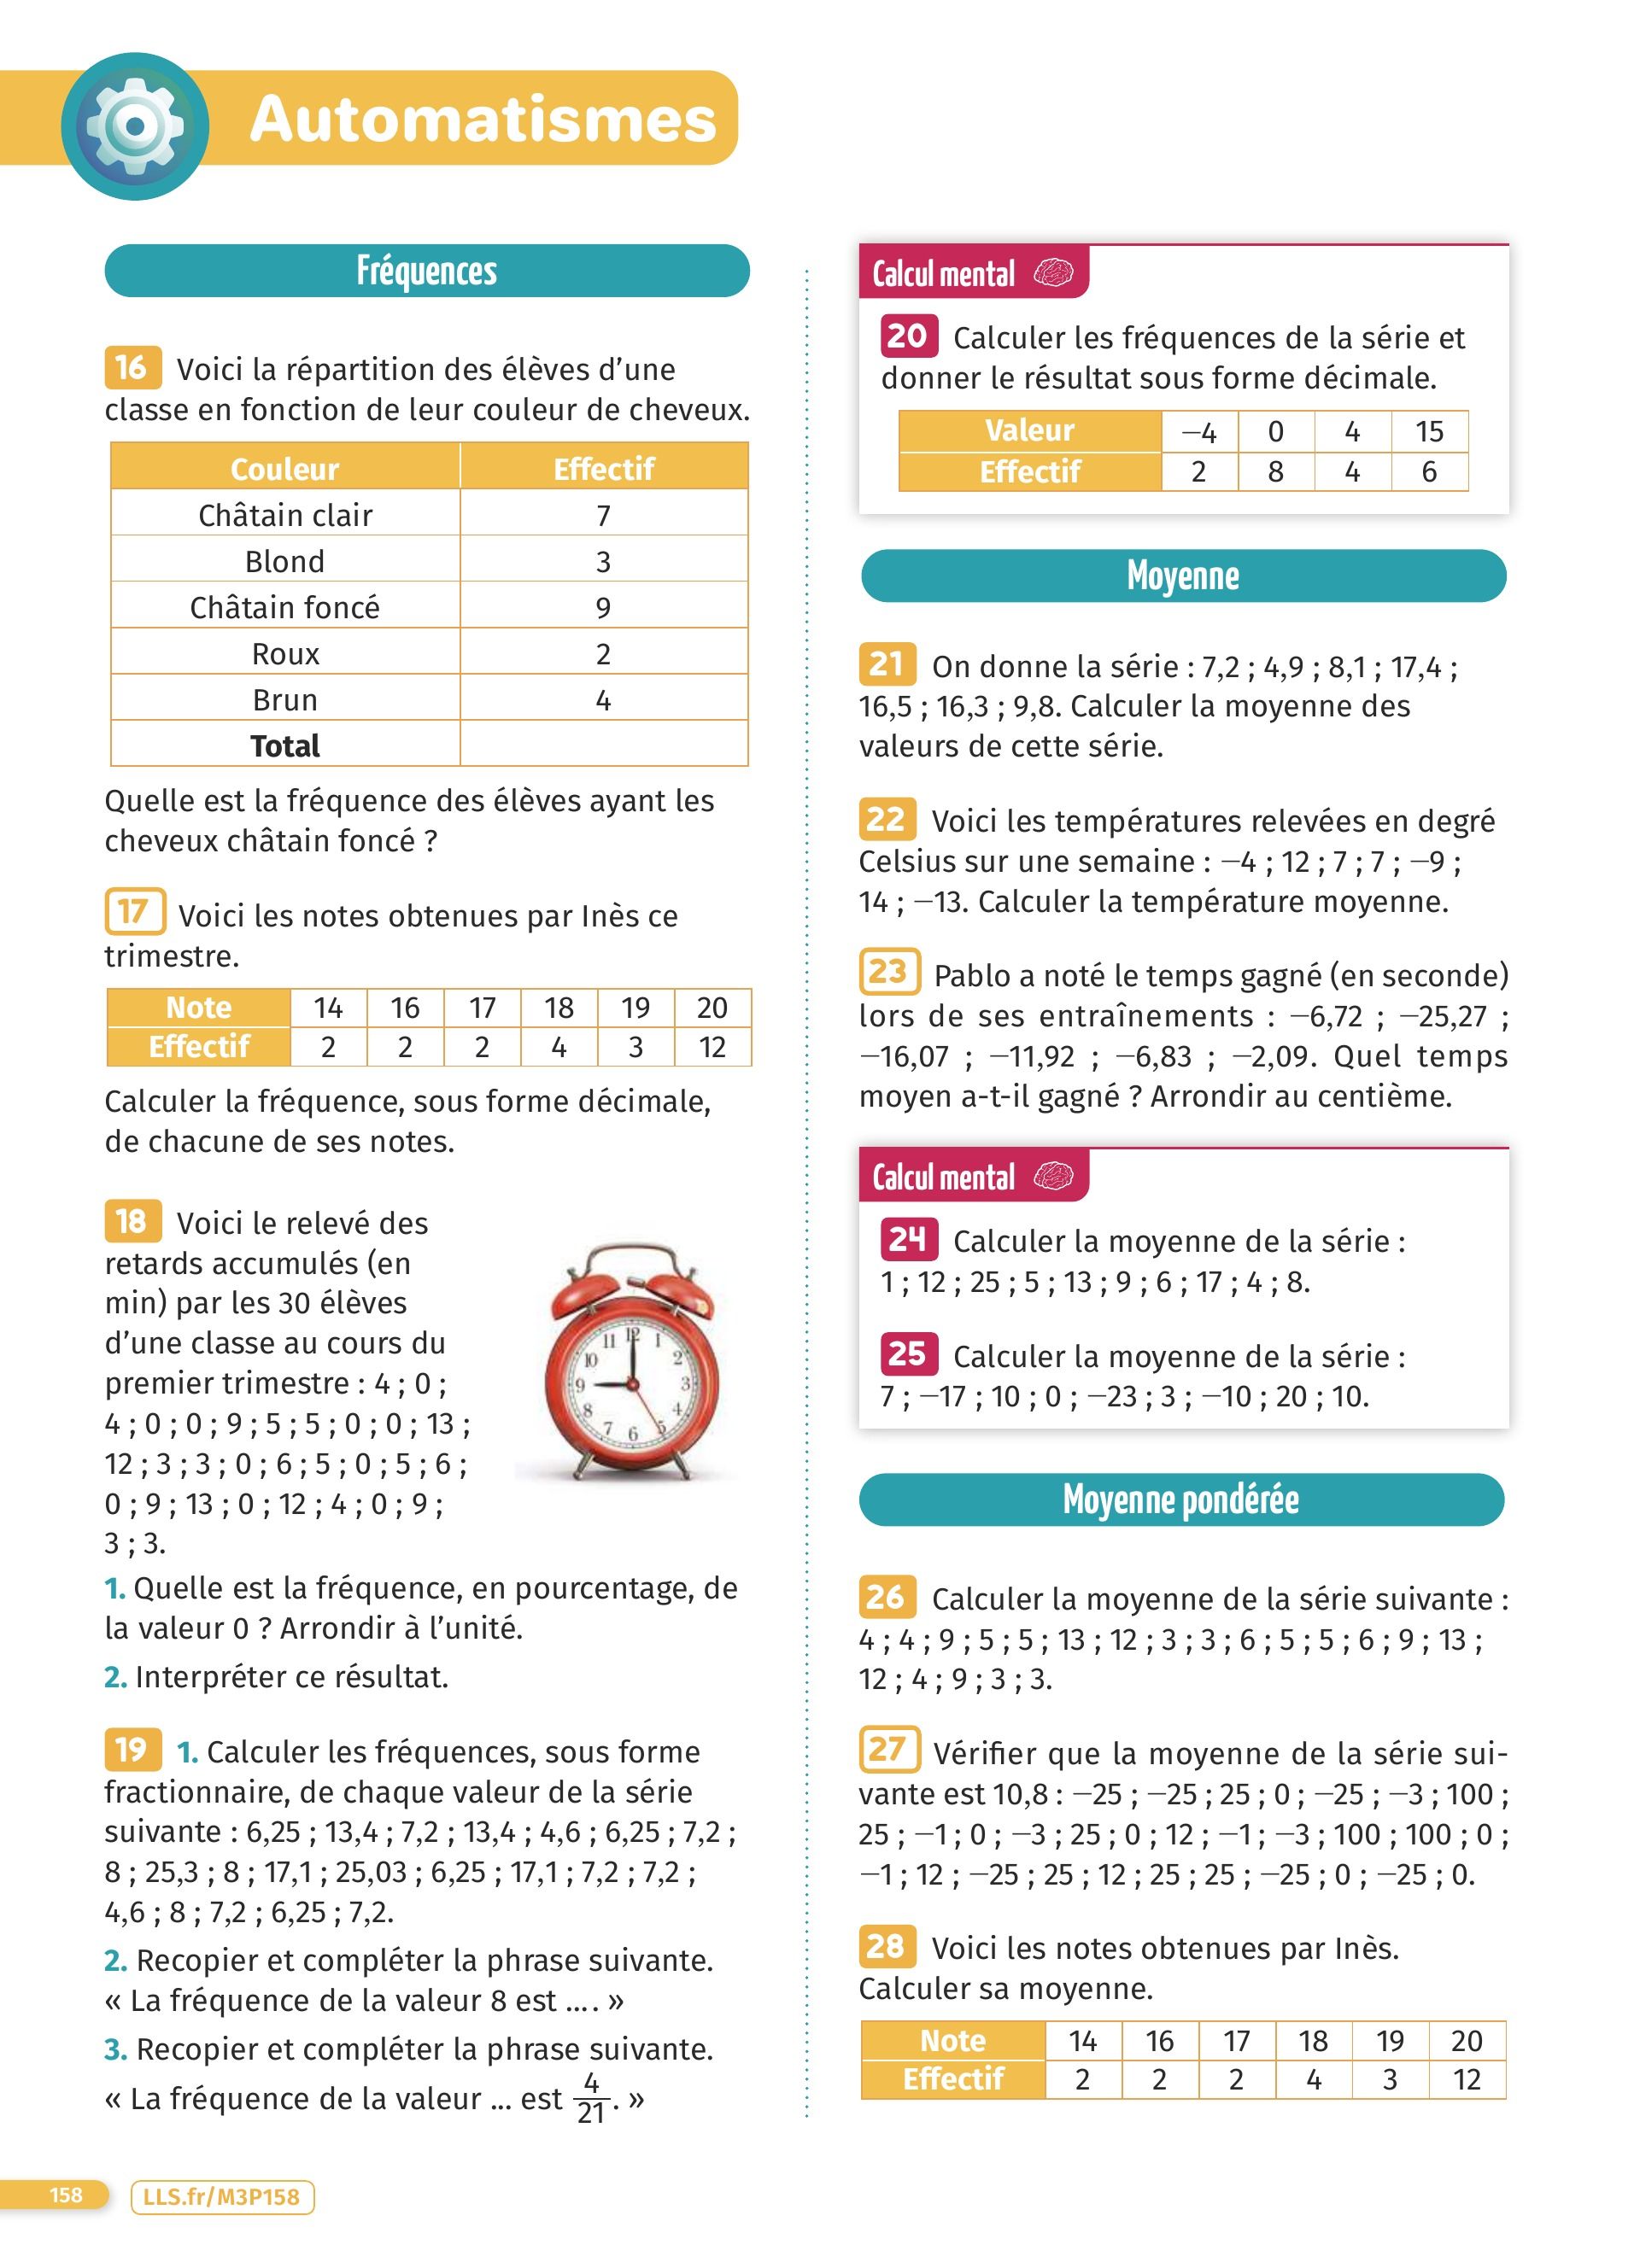 Automatismes
Fréquences
16 Voici la répartition des élèves d’une
classe en fonction de leur couleur de cheveux.
Couleur Effectif
Châtain clair 7
Blond 3
Châtain foncé 9
Roux 2
Brun 4
Total
Quelle est la fréquence des élèves ayant les
cheveux châtain foncé ?
17 Voici les notes obtenues par Inès ce
trimestre.
Note 14 16 17 18 19 20
Effectif 2 2 2 4 3 12
Calculer la fréquence, sous forme décimale,
de chacune de ses notes.
18 Voici le relevé des
retards accumulés (en
min) par les 30 élèves
d’une classe au cours du
premier trimestre : 4 ; 0 ;
4 ; 0 ; 0 ; 9 ; 5 ; 5 ; 0 ; 0 ; 13 ;
12 ; 3 ; 3 ; 0 ; 6 ; 5 ; 0 ; 5 ; 6 ;
0 ; 9 ; 13 ; 0 ; 12 ; 4 ; 0 ; 9 ;
3 ; 3.
12 1 2 3 4 5 6 7 8 9 10 11
1. Quelle est la fréquence, en pourcentage, de
la valeur 0 ? Arrondir à l’unité.
2. Interpréter ce résultat.
19 1. Calculer les fréquences, sous forme
fractionnaire, de chaque valeur de la série
suivante : 6,25 ; 13,4 ; 7,2 ; 13,4 ; 4,6 ; 6,25 ; 7,2 ;
8 ; 25,3 ; 8 ; 17,1 ; 25,03 ; 6,25 ; 17,1 ; 7,2 ; 7,2 ;
4,6 ; 8 ; 7,2 ; 6,25 ; 7,2.
2. Recopier et compléter la phrase suivante.
« La fréquence de la valeur 8 est .... »
3. Recopier et compléter la phrase suivante.
« La fréquence de la valeur ... est 4/21. »
Calcul mental
20 Calculer les fréquences de la série et
donner le résultat sous forme décimale.
Valeur −4 0 4 15
Effectif 2 8 4 6
Moyenne
21 On donne la série : 7,2 ; 4,9 ; 8,1 ; 17,4 ;
16,5 ; 16,3 ; 9,8. Calculer la moyenne des
valeurs de cette série.
22 Voici les températures relevées en degré
Celsius sur une semaine : −4 ; 12 ; 7 ; 7 ; −9 ;
14 ; −13. Calculer la température moyenne.
23 Pablo a noté le temps gagné (en seconde)
lors de ses entraînements : −6,72 ; −25,27 ;
−16,07 ; −11,92 ; −6,83 ; −2,09. Quel temps
moyen a-t-il gagné ? Arrondir au centième.
Calcul mental
24 Calculer la moyenne de la série :
1 ; 12 ; 25 ; 5 ; 13 ; 9 ; 6 ; 17 ; 4 ; 8.
25 Calculer la moyenne de la série :
7 ; −17 ; 10 ; 0 ; −23 ; 3 ; −10 ; 20 ; 10.
Moyenne pondérée
26 Calculer la moyenne de la série suivante :
4 ; 4 ; 9 ; 5 ; 5 ; 13 ; 12 ; 3 ; 3 ; 6 ; 5 ; 5 ; 6 ; 9 ; 13 ;
12 ; 4 ; 9 ; 3 ; 3.
27 Vérifier que la moyenne de la série sui-
vante est 10,8 : −25 ; −25 ; 25 ; 0 ; −25 ; −3 ; 100 ;
25 ; −1 ; 0 ; −3 ; 25 ; 0 ; 12 ; −1 ; −3 ; 100 ; 100 ; 0 ;
−1 ; 12 ; −25 ; 25 ; 12 ; 25 ; 25 ; −25 ; 0 ; −25 ; 0.
28 Voici les notes obtenues par Inès.
Calculer sa moyenne.
Note 14 16 17 18 19 20
Effectif 2 2 2 4 3 12
158 LLS.fr/M3P158